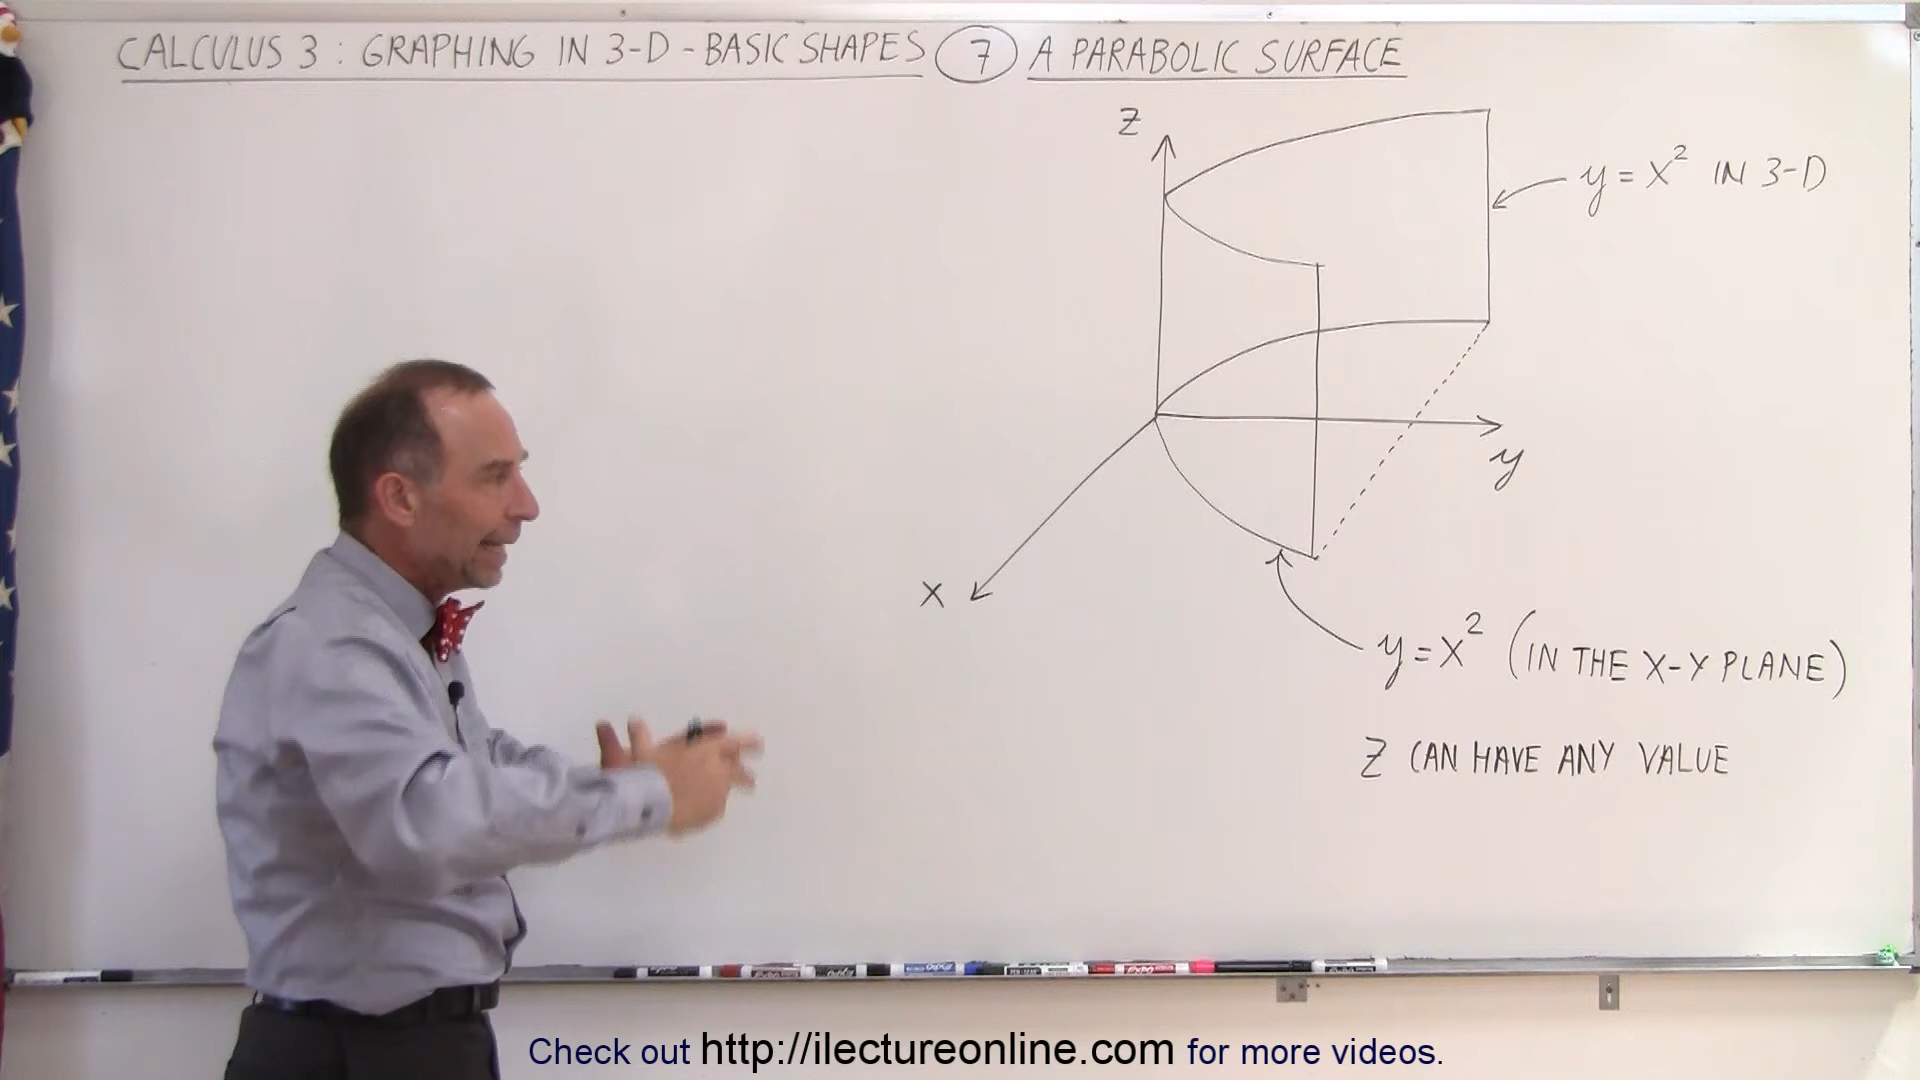 CALCULUS 3 : GRAPHING IN 3-D - BASIC SHAPES 7 A PARABOLIC SURFACE
Z
y = x² IN 3-D
y
X
y = x² (IN THE X-Y PLANE)
Z CAN HAVE ANY VALUE
EXPO
Check out http://ilectureonline.com for more videos.